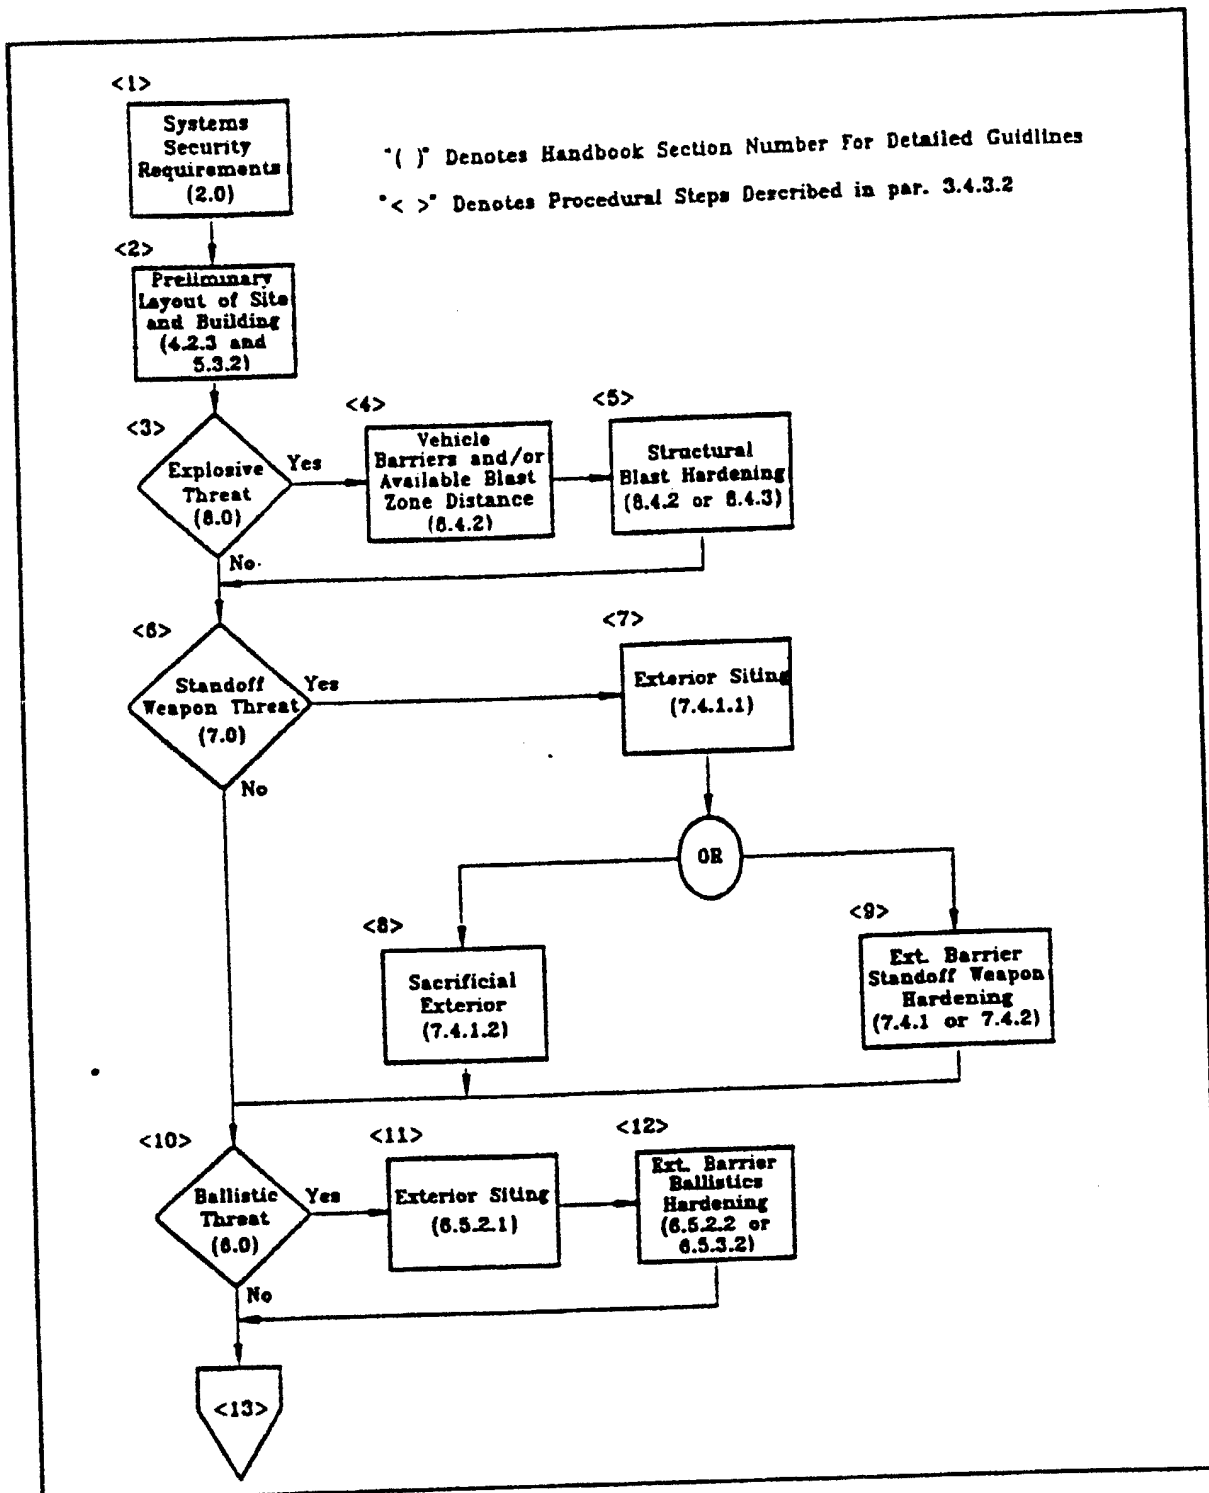 <1>
Systems
Security
Requirements
(2.0)
"( )" Denotes Handbook Section Number For Detailed Guidlines
"< >" Denotes Procedural Steps Described in par. 3.4.3.2
<2>
Preliminary
Layout of Site
and Building
(4.2.3 and
5.3.2)
<3>
Explosive
Threat
(8.0)
Yes
No
<4>
Vehicle
Barriers and/or
Available Blast
Zone Distance
(8.4.2)
<5>
Structural
Blast Hardening
(8.4.2 or 8.4.3)
<6>
Standoff
Weapon Threat
(7.0)
Yes
No
<7>
Exterior Siting
(7.4.1.1)
OR
<8>
Sacrificial
Exterior
(7.4.1.2)
<9>
Ext. Barrier
Standoff Weapon
Hardening
(7.4.1 or 7.4.2)
<10>
Ballistic
Threat
(6.0)
Yes
No
<11>
Exterior Siting
(6.5.2.1)
<12>
Ext. Barrier
Ballistics
Hardening
(6.5.2.2 or
6.5.3.2)
<13>